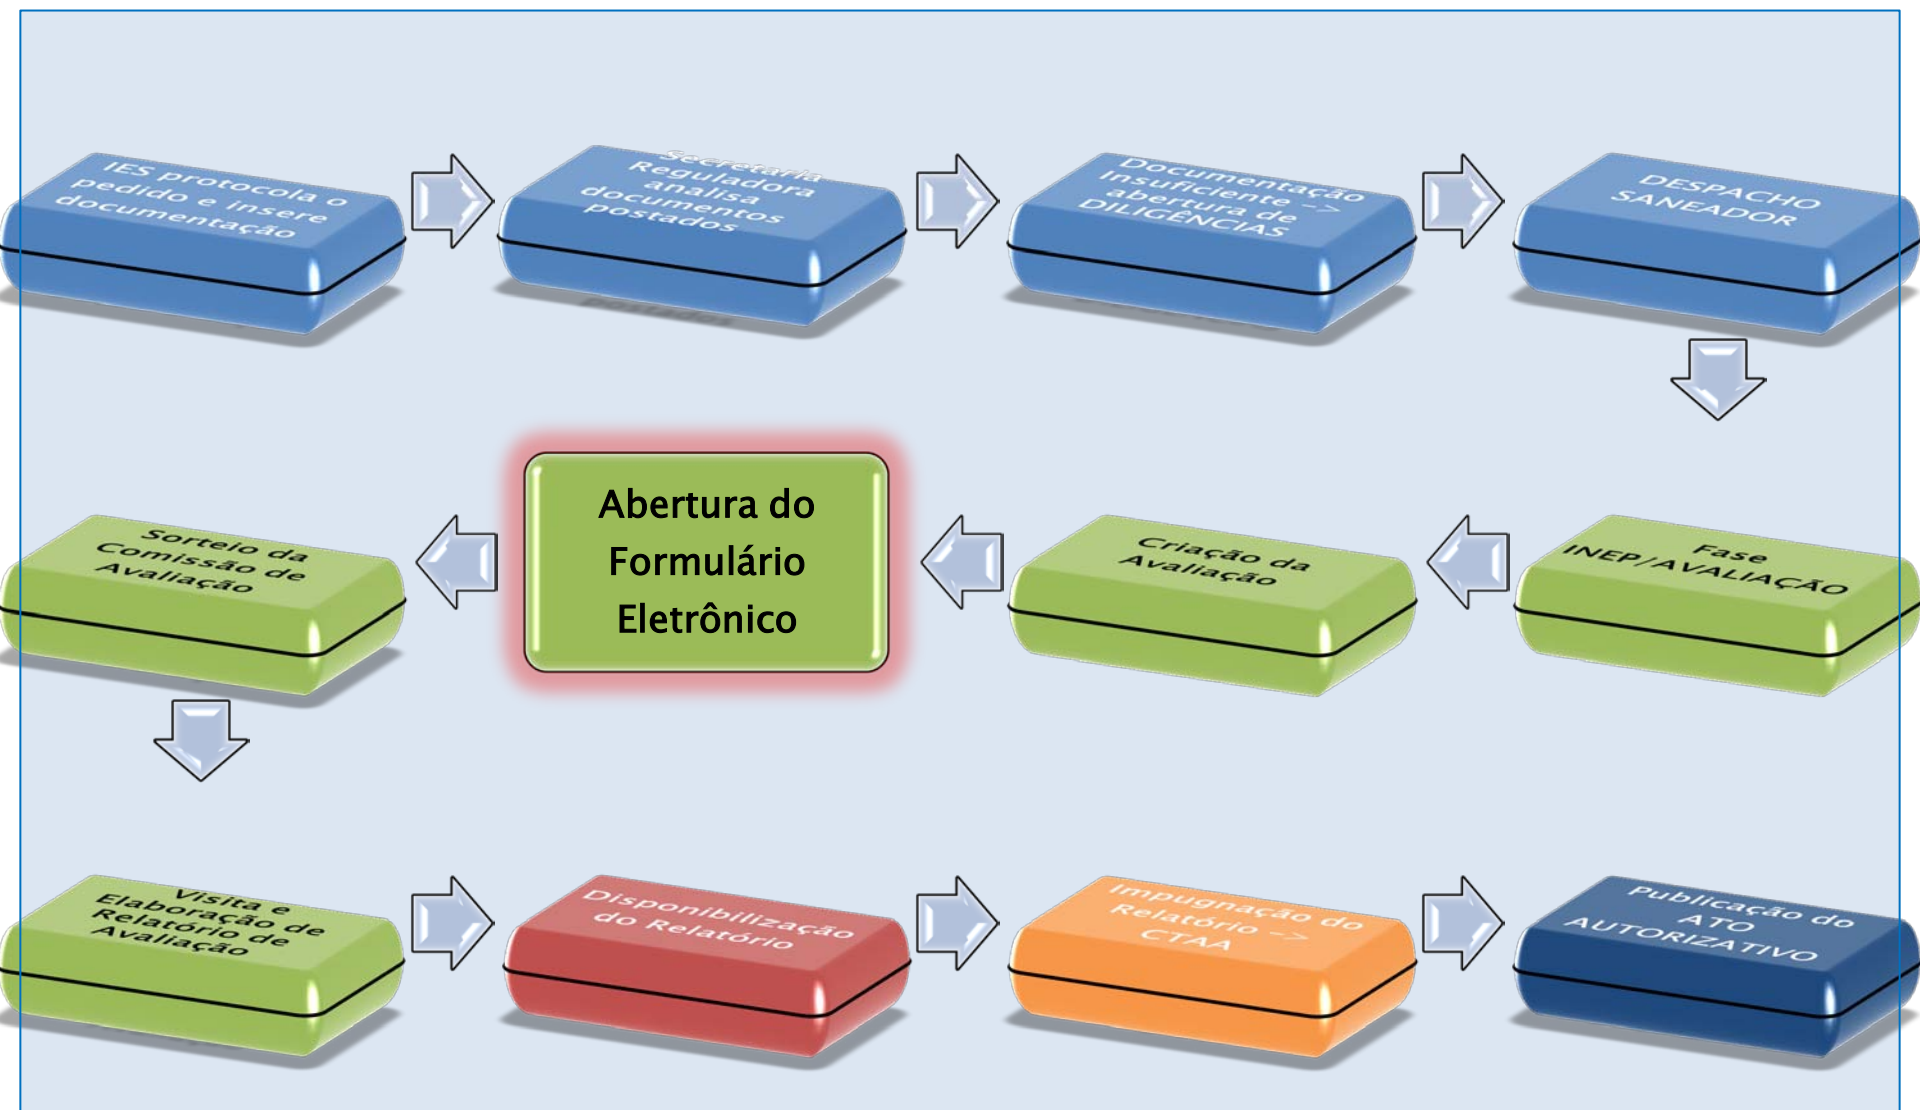 IES protocola o
pedido e insere
documentação
Secretaria
Reguladora
analisa
documentos
postados
Documentação
Insuficiente ->
abertura de
DILIGÊNCIAS
DESPACHO
SANEADOR
Sorteio da
Comissão de
Avaliação
Abertura do
Formulário
Eletrônico
Criação da
Avaliação
Fase
INEP/AVALIAÇÃO
Visita e
Elaboração de
Relatório de
Avaliação
Disponibilização
do Relatório
Impugnação do
Relatório ->
CTAA
Publicação do
ATO
AUTORIZATIVO